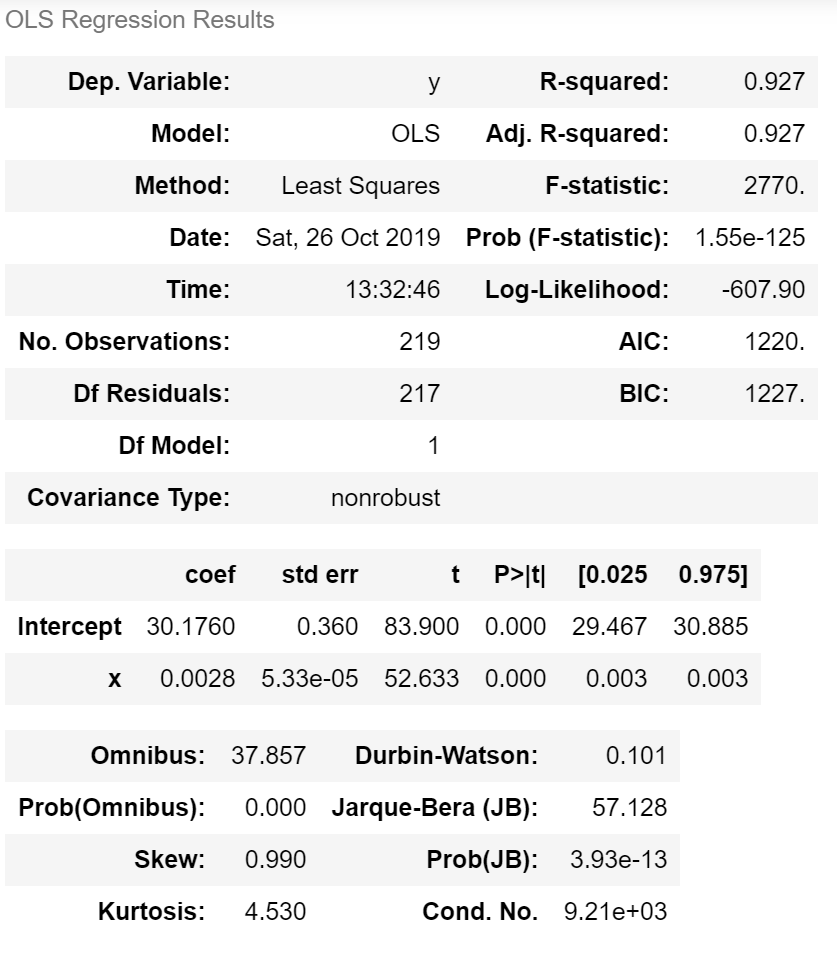 OLS Regression Results
Dep. Variable: y R-squared: 0.927
Model: OLS Adj. R-squared: 0.927
Method: Least Squares F-statistic: 2770.
Date: Sat, 26 Oct 2019 Prob (F-statistic): 1.55e-125
Time: 13:32:46 Log-Likelihood: -607.90
No. Observations: 219 AIC: 1220.
Df Residuals: 217 BIC: 1227.
Df Model: 1
Covariance Type: nonrobust
coef std err t P>|t| [0.025 0.975]
Intercept 30.1760 0.360 83.900 0.000 29.467 30.885
x 0.0028 5.33e-05 52.633 0.000 0.003 0.003
Omnibus: 37.857 Durbin-Watson: 0.101
Prob(Omnibus): 0.000 Jarque-Bera (JB): 57.128
Skew: 0.990 Prob(JB): 3.93e-13
Kurtosis: 4.530 Cond. No. 9.21e+03